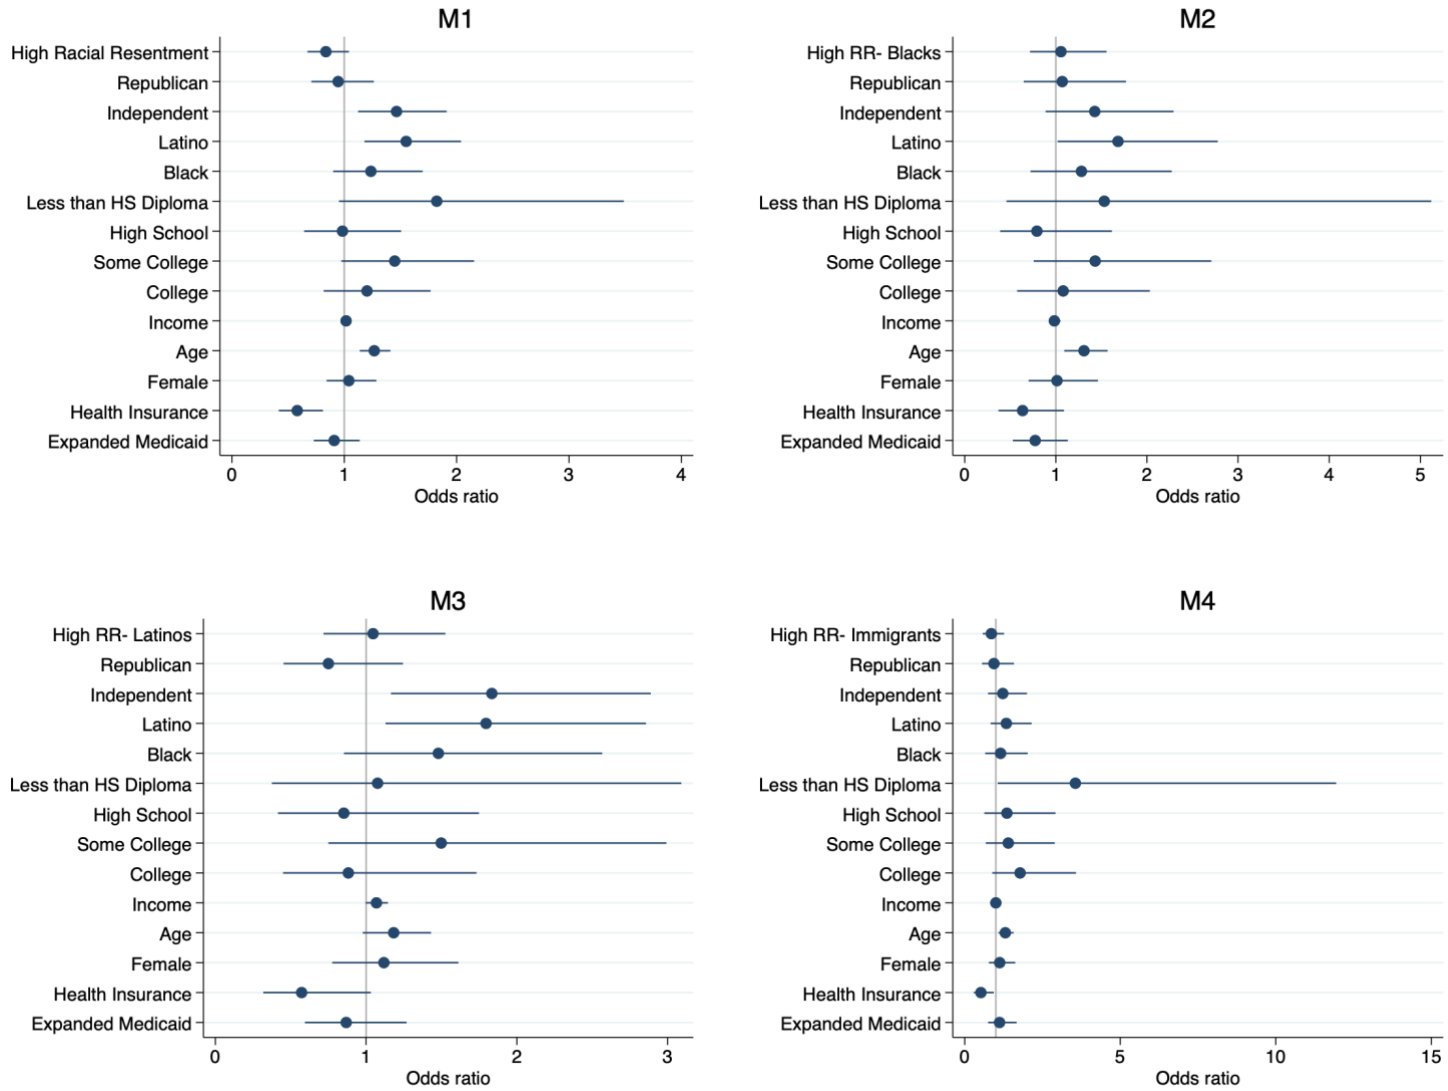 M1
High Racial Resentment
Republican
Independent
Latino
Black
Less than HS Diploma
High School
Some College
College
Income
Age
Female
Health Insurance
Expanded Medicaid
0 1 2 3 4
Odds ratio
M2
High RR- Blacks
Republican
Independent
Latino
Black
Less than HS Diploma
High School
Some College
College
Income
Age
Female
Health Insurance
Expanded Medicaid
0 1 2 3 4 5
Odds ratio
M3
High RR- Latinos
Republican
Independent
Latino
Black
Less than HS Diploma
High School
Some College
College
Income
Age
Female
Health Insurance
Expanded Medicaid
0 1 2 3
Odds ratio
M4
High RR- Immigrants
Republican
Independent
Latino
Black
Less than HS Diploma
High School
Some College
College
Income
Age
Female
Health Insurance
Expanded Medicaid
0 5 10 15
Odds ratio